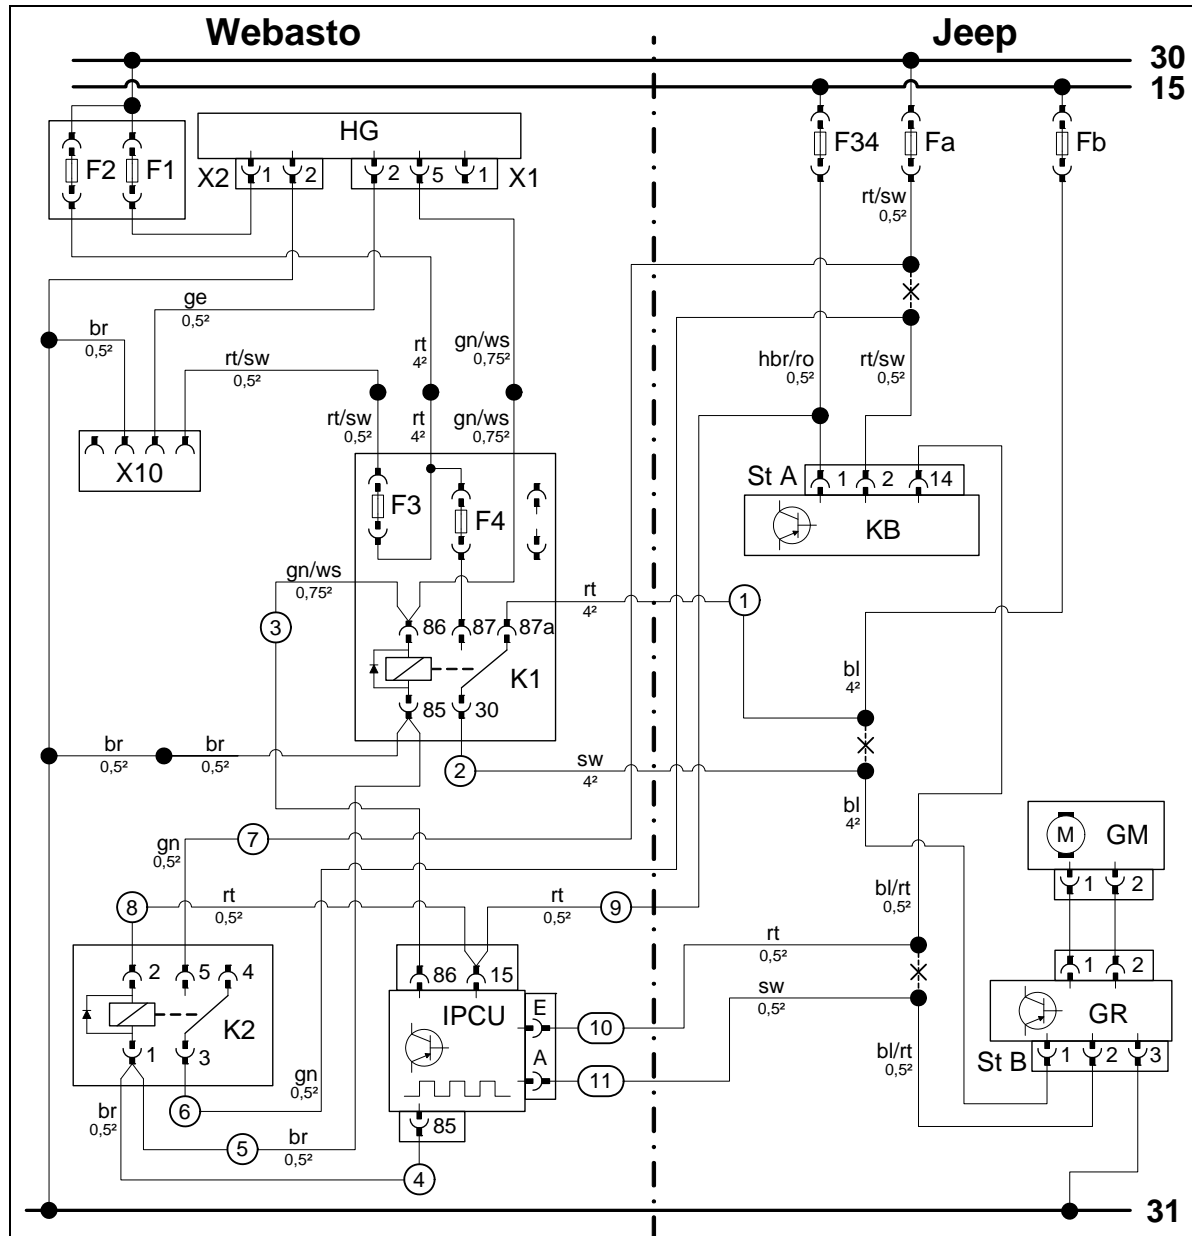 Webasto
Jeep
30
15
HG
F2
F1
X2
1
2
2
5
1
X1
F34
Fa
Fb
rt/sw
0,5²
ge
0,5²
br
0,5²
rt/sw
0,5²
rt
4²
gn/ws
0,75²
hbr/ro
0,5²
rt/sw
0,5²
rt/sw
0,5²
rt
4²
gn/ws
0,75²
X10
St A
1
2
14
KB
F3
F4
gn/ws
0,75²
3
rt
4²
1
86
87
87a
K1
85
30
bl
4²
br
0,5²
br
0,5²
2
sw
4²
bl
4²
gn
0,5²
7
M
GM
1
2
8
rt
0,5²
rt
0,5²
9
bl/rt
0,5²
rt
0,5²
2
5
4
86
15
1
2
IPCU
E
A
10
11
sw
0,5²
K2
1
3
GR
St B
1
2
3
gn
0,5²
bl/rt
0,5²
br
0,5²
6
5
br
0,5²
85
4
31